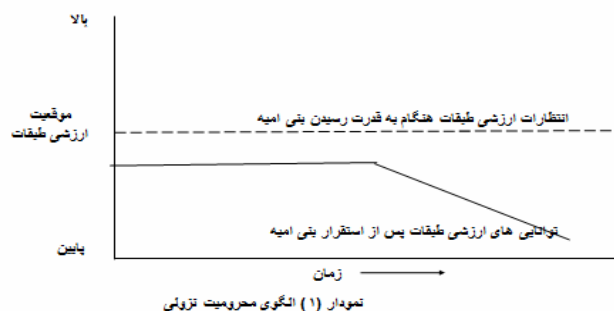 بالا
انتظارات ارزشی طبقات هنگام به قدرت رسیدن بنی امیه
موقعیت
ارزشی طبقات
توانایی های ارزشی طبقات پس از استقرار بنی امیه
پایین
زمان
نمودار (۱) الگوی محرومیت نزولی